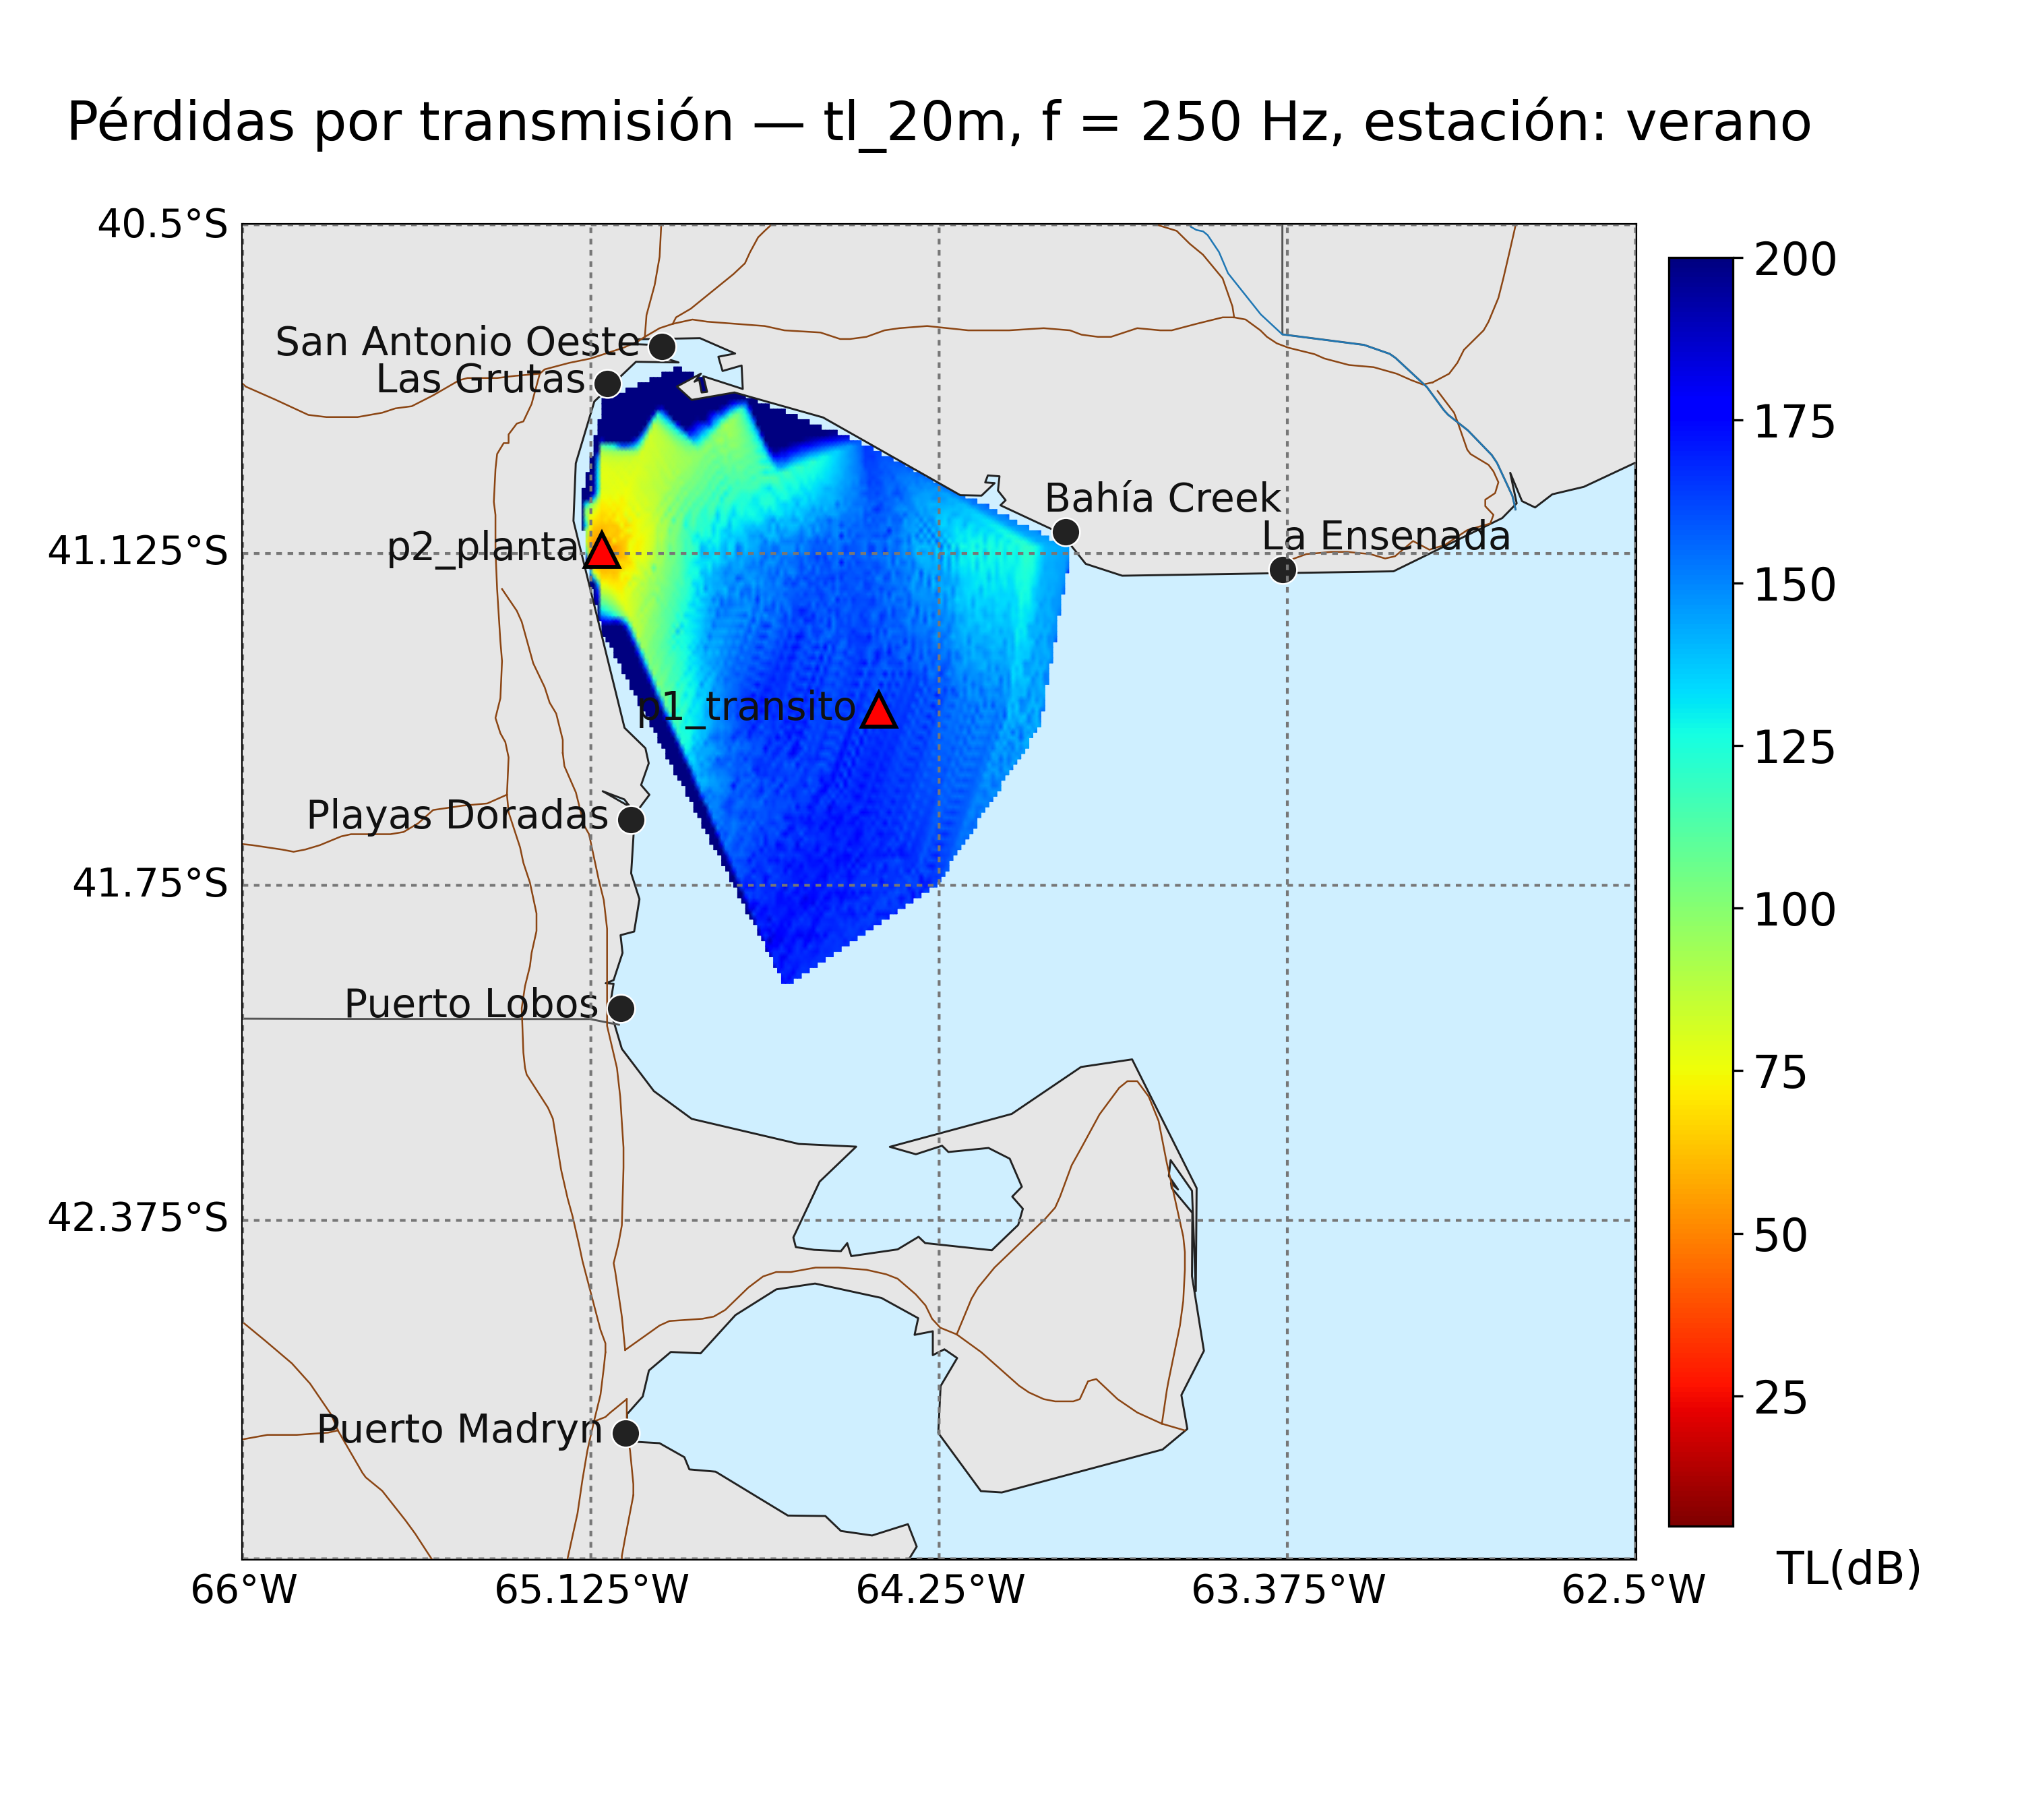 Pérdidas por transmisión — tl_20m, f = 250 Hz, estación: verano
40.5°S
200
San Antonio Oeste
Las Grutas
175
Bahía Creek
La Ensenada
41.125°S
p2_planta
150
p1_transito
125
Playas Doradas
41.75°S
100
Puerto Lobos
75
42.375°S
50
25
Puerto Madryn
TL(dB)
66°W
65.125°W
64.25°W
63.375°W
62.5°W